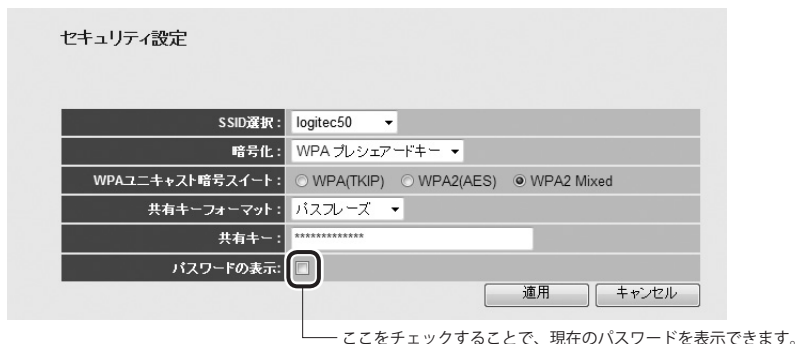 セキュリティ設定
SSID選択： logitec50
暗号化： WPA プレシェアードキー
WPAユニキャスト暗号スイート： WPA(TKIP) WPA2(AES) WPA2 Mixed
共有キーフォーマット： パスフレーズ
共有キー： *************
パスワードの表示:
適用 キャンセル
ここをチェックすることで、現在のパスワードを表示できます。